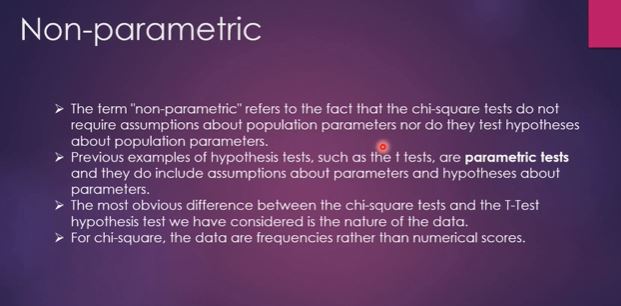 Non-parametric
➢ The term "non-parametric" refers to the fact that the chi-square tests do not
require assumptions about population parameters nor do they test hypotheses
about population parameters.
➢ Previous examples of hypothesis tests, such as the t tests, are parametric tests
and they do include assumptions about parameters and hypotheses about
parameters.
➢ The most obvious difference between the chi-square tests and the T-Test
hypothesis test we have considered is the nature of the data.
➢ For chi-square, the data are frequencies rather than numerical scores.